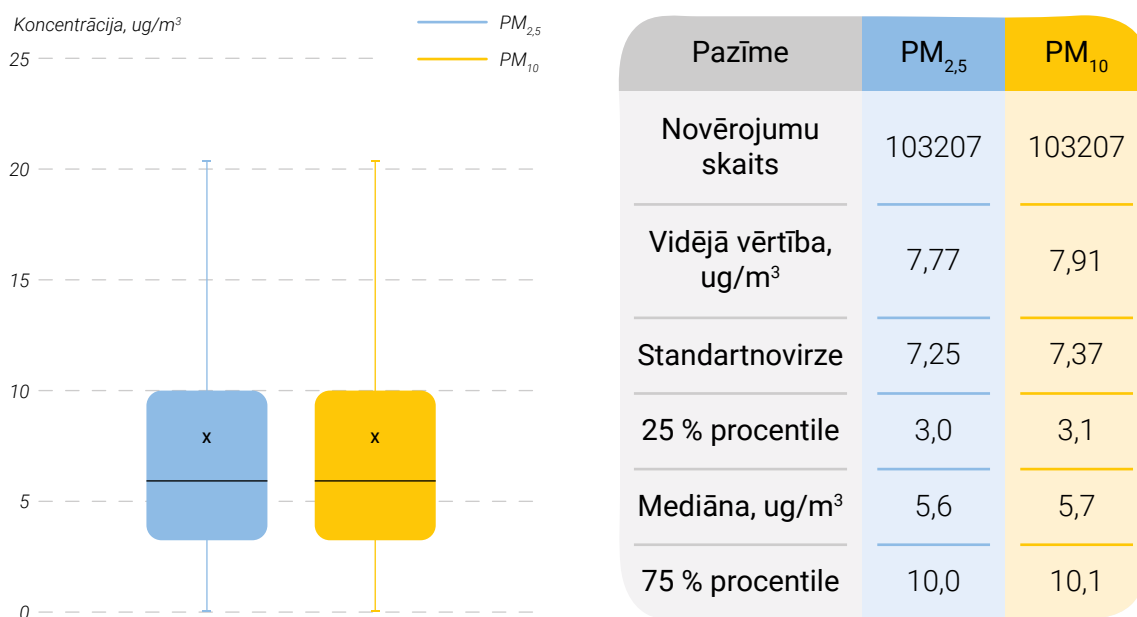 Koncentrācija, ug/m³
PM2,5
PM10
25
20
15
10
5
0
x
x
Pazīme PM2,5 PM10
Novērojumu
skaits
103207 103207
Vidējā vērtība,
ug/m³
7,77 7,91
Standartnovirze 7,25 7,37
25 % procentile 3,0 3,1
Mediāna, ug/m³ 5,6 5,7
75 % procentile 10,0 10,1